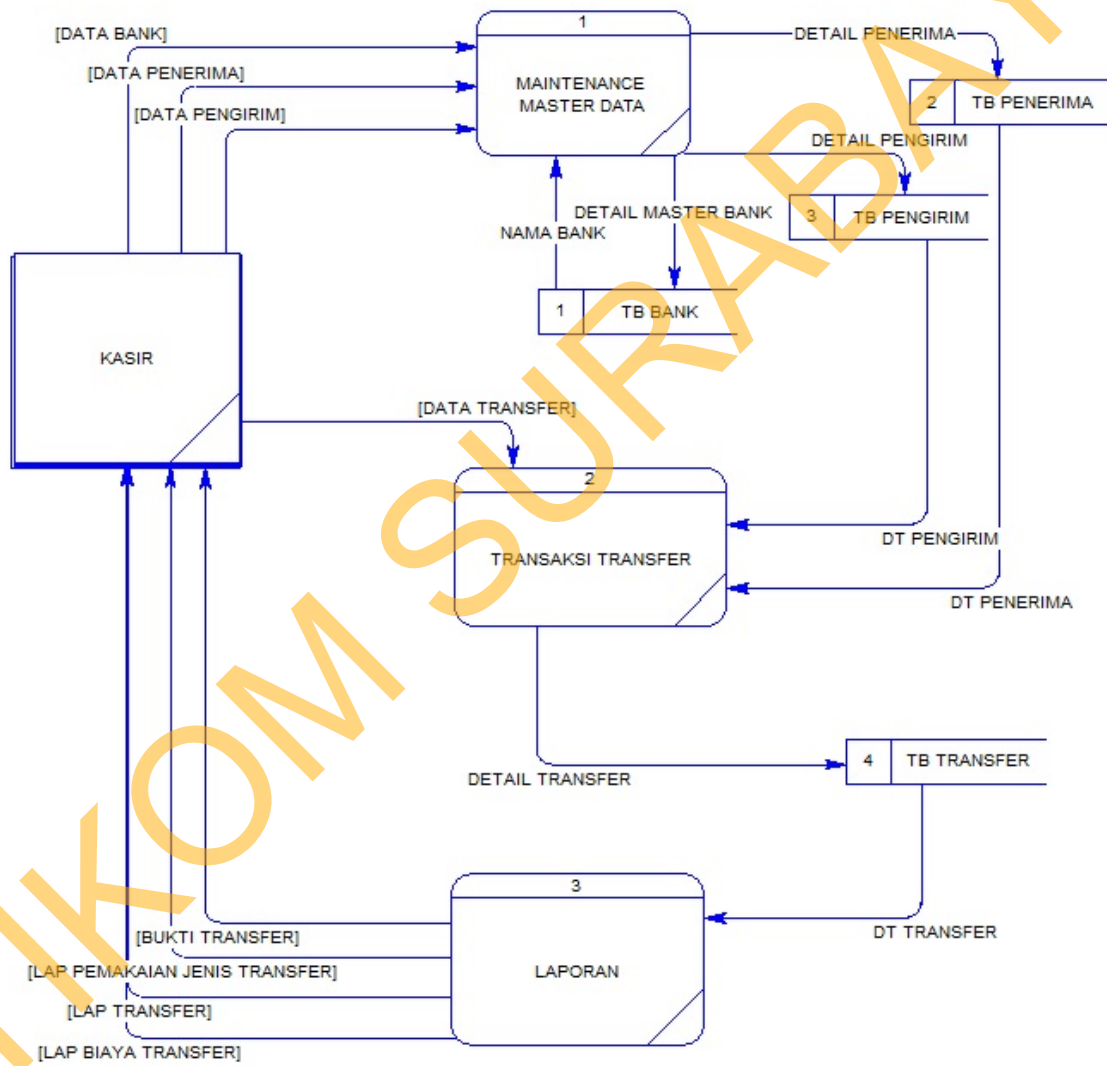 [DATA BANK]
1
DETAIL PENERIMA
[DATA PENERIMA]
MAINTENANCE
MASTER DATA
2 TB PENERIMA
[DATA PENGIRIM]
DETAIL PENGIRIM
DETAIL MASTER BANK
3 TB PENGIRIM
NAMA BANK
1 TB BANK
KASIR
[DATA TRANSFER]
2
TRANSAKSI TRANSFER
DT PENGIRIM
DT PENERIMA
DETAIL TRANSFER
4 TB TRANSFER
3
[BUKTI TRANSFER]
DT TRANSFER
[LAP PEMAKAIAN JENIS TRANSFER]
LAPORAN
[LAP TRANSFER]
[LAP BIAYA TRANSFER]
IKOM SURABAY